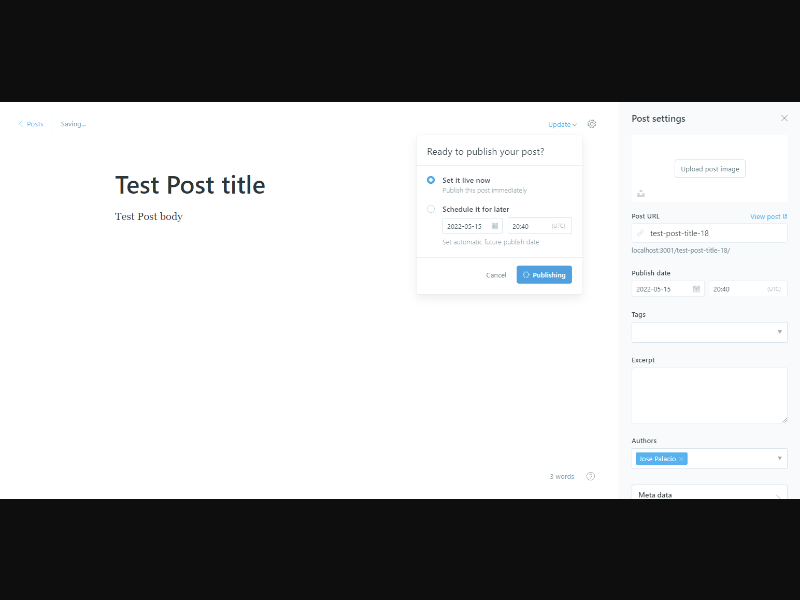 Posts
Saving...
Update
Ready to publish your post?
Set it live now
Publish this post immediately
Schedule it for later
2022-05-15
20:40
(UTC)
Set automatic future publish date
Cancel
Publishing
Test Post title
Test Post body
3 words
?
Post settings
Upload post image
Post URL
View post
test-post-title-18
localhost:3001/test-post-title-18/
Publish date
2022-05-15
20:40
(UTC)
Tags
Excerpt
Authors
Jose Palacio ×
Meta data